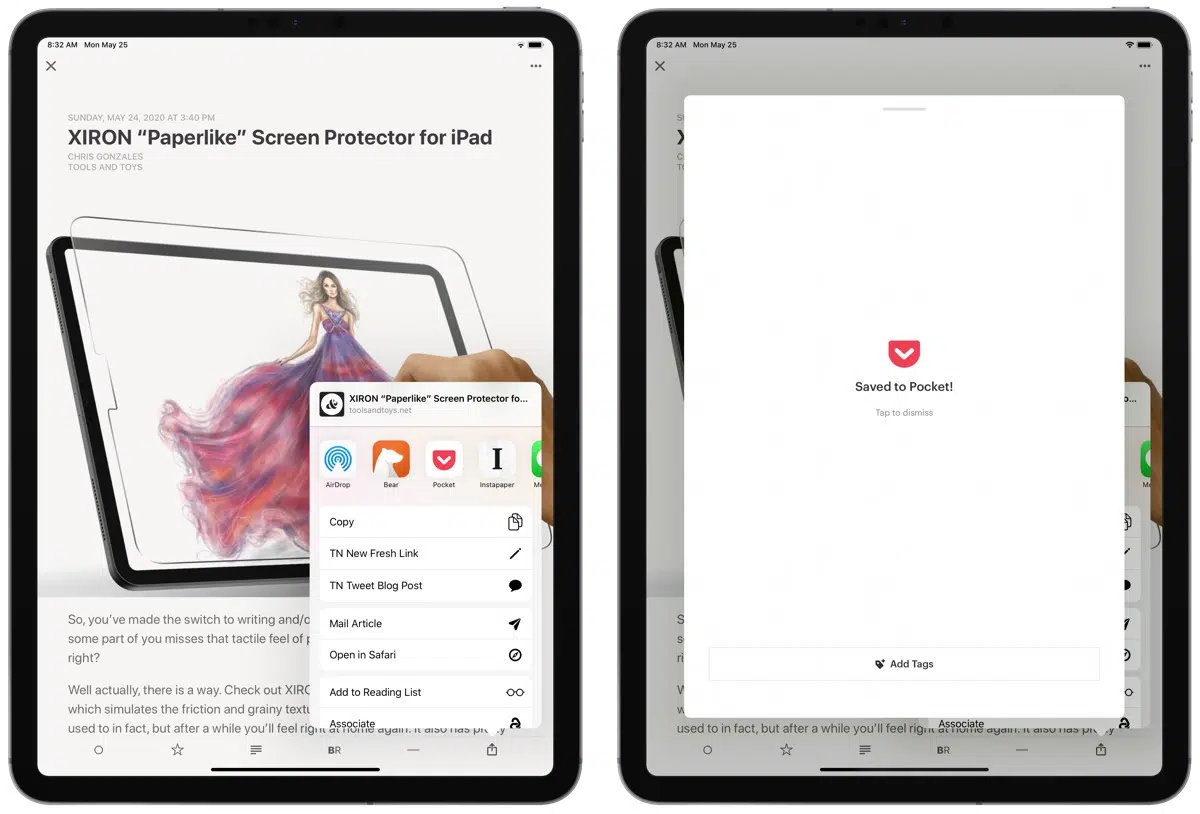 8:32 AM Mon May 25
SUNDAY, MAY 24, 2020 AT 3:40 PM
XIRON “Paperlike” Screen Protector for iPad
CHRIS GONZALES
TOOLS AND TOYS
XIRON “Paperlike” Screen Protector fo...
toolsandtoys.net
&
AirDrop
Bear
Pocket
I
Instapaper
Me
Copy
TN New Fresh Link
TN Tweet Blog Post
Mail Article
Open in Safari
Add to Reading List
Associate
So, you’ve made the switch to writing and/o
some part of you misses that tactile feel of p
right?
Well actually, there is a way. Check out XIRO
which simulates the friction and grainy textu
used to in fact, but after a while you’ll feel right at home again. It also has pretty
BR
8:32 AM Mon May 25
SU
X
C
TO
o...
Me
Saved to Pocket!
Tap to dismiss
Add Tags
S
so
ri
W
w
Associate
used to in fact, but after a while you’ll feel right at home again. It also has pretty
BR